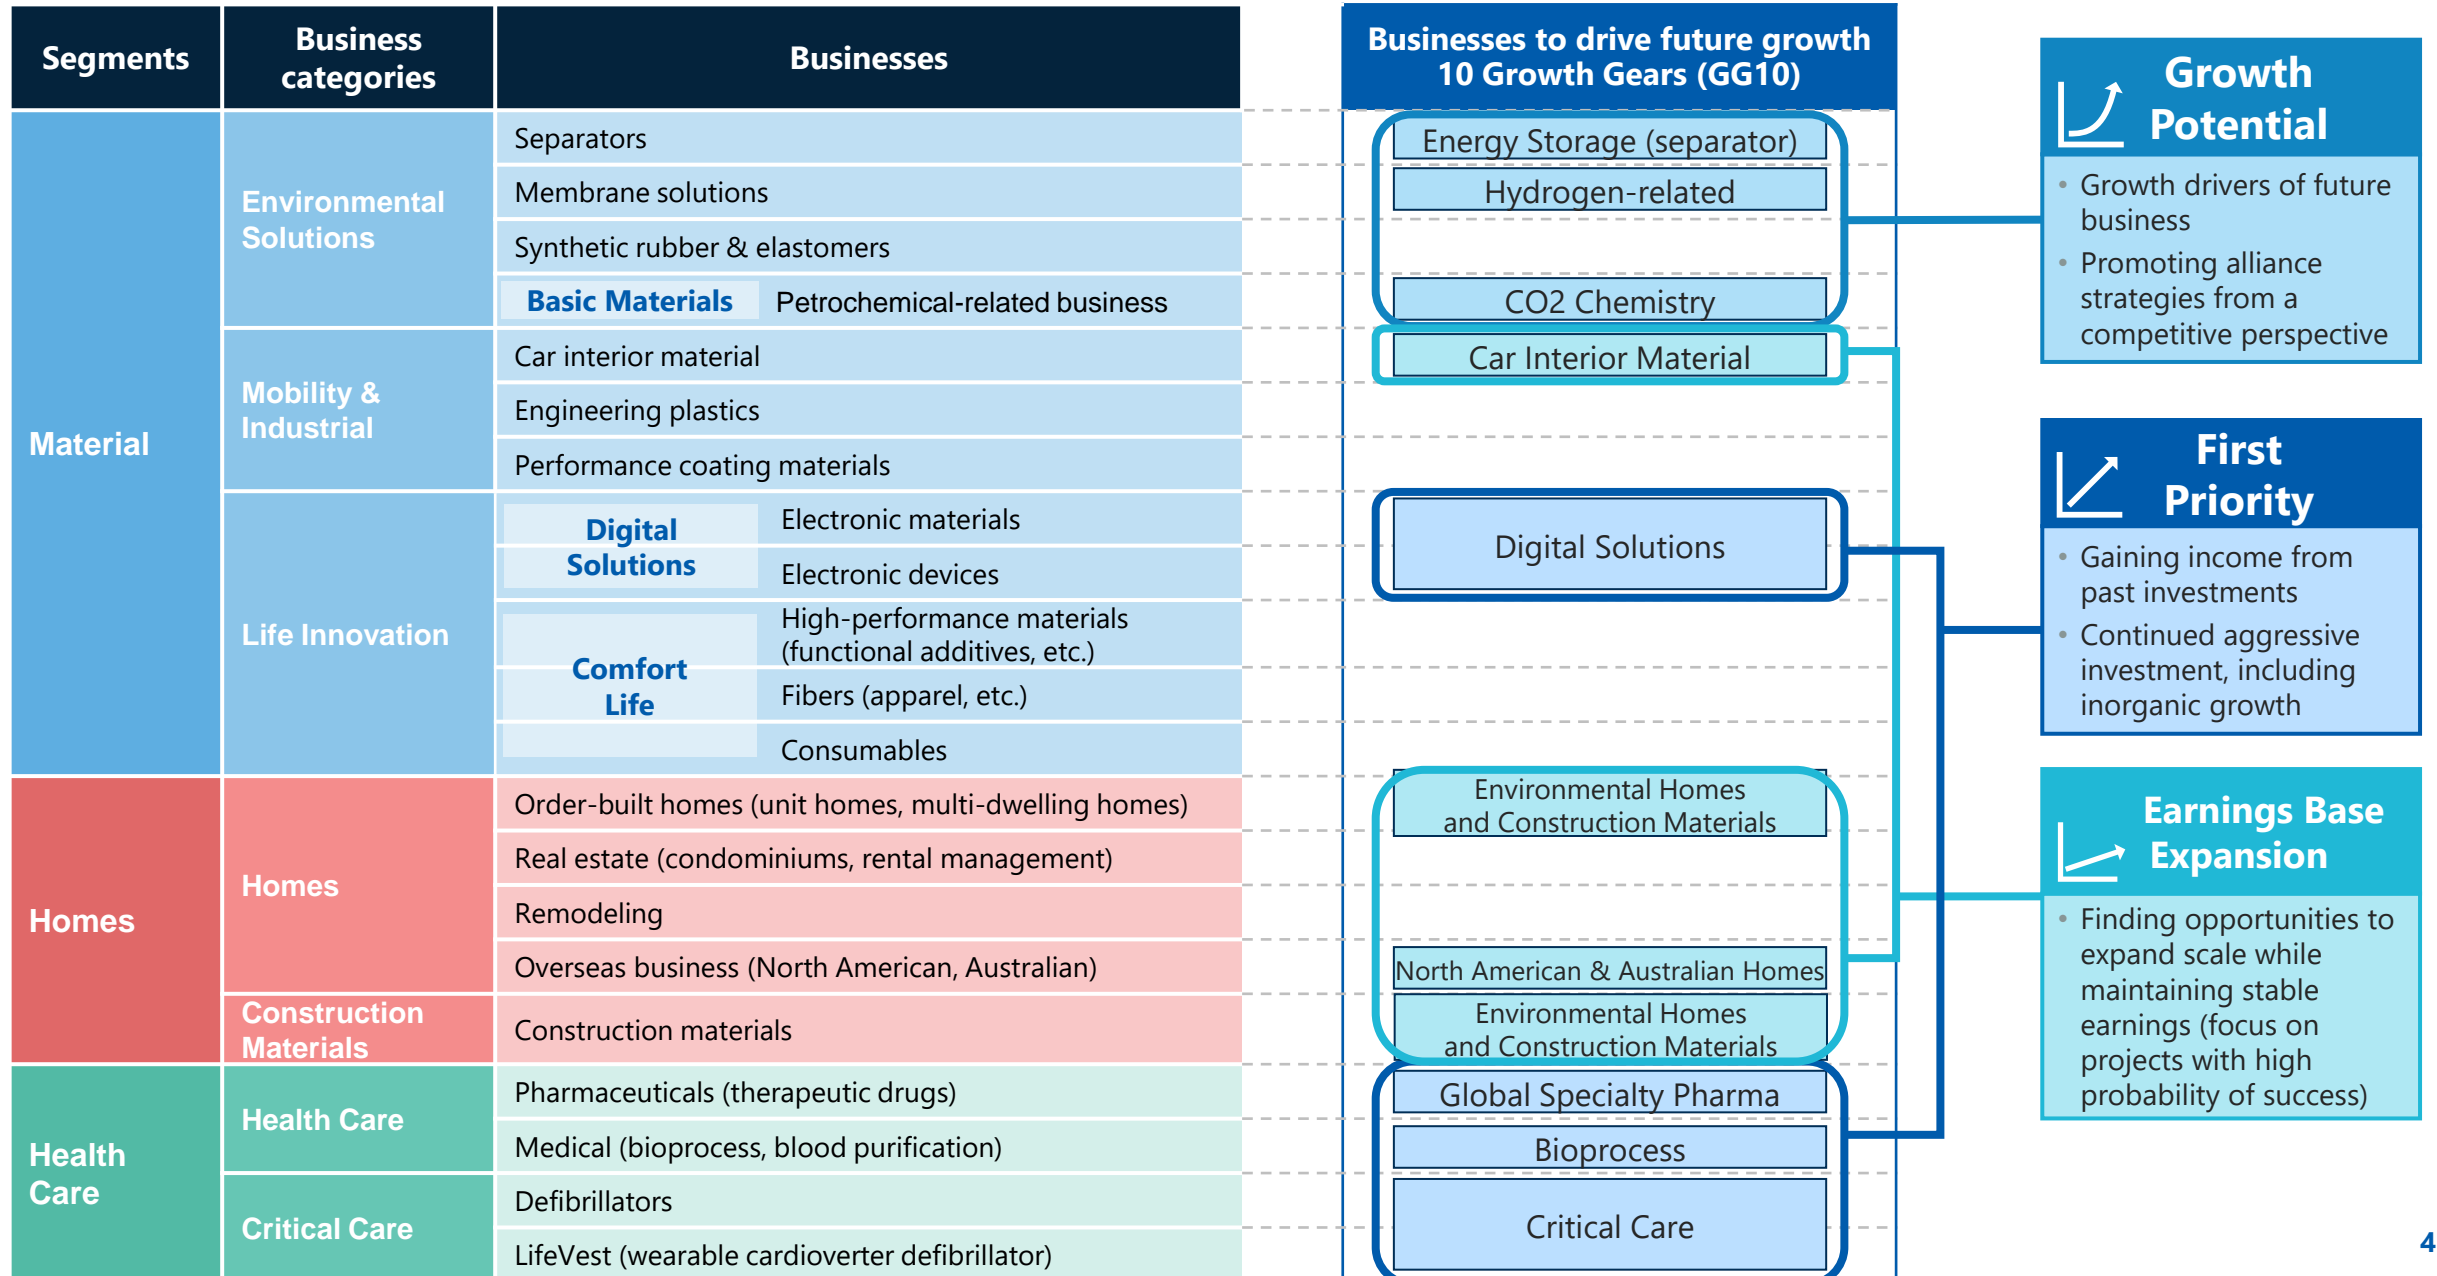 Segments
Business
categories
Businesses
Businesses to drive future growth
10 Growth Gears (GG10)
Material
Environmental
Solutions
Separators
Membrane solutions
Synthetic rubber & elastomers
Basic Materials
Petrochemical-related business
Mobility &
Industrial
Car interior material
Engineering plastics
Performance coating materials
Life Innovation
Digital
Solutions
Electronic materials
Electronic devices
Comfort
Life
High-performance materials
(functional additives, etc.)
Fibers (apparel, etc.)
Consumables
Homes
Homes
Order-built homes (unit homes, multi-dwelling homes)
Real estate (condominiums, rental management)
Remodeling
Overseas business (North American, Australian)
Construction
Materials
Construction materials
Health
Care
Health Care
Pharmaceuticals (therapeutic drugs)
Medical (bioprocess, blood purification)
Critical Care
Defibrillators
LifeVest (wearable cardioverter defibrillator)
Energy Storage (separator)
Hydrogen-related
CO2 Chemistry
Car Interior Material
Digital Solutions
Environmental Homes
and Construction Materials
North American & Australian Homes
Environmental Homes
and Construction Materials
Global Specialty Pharma
Bioprocess
Critical Care
Growth
Potential
• Growth drivers of future
business
• Promoting alliance
strategies from a
competitive perspective
First
Priority
• Gaining income from
past investments
• Continued aggressive
investment, including
inorganic growth
Earnings Base
Expansion
• Finding opportunities to
expand scale while
maintaining stable
earnings (focus on
projects with high
probability of success)
4